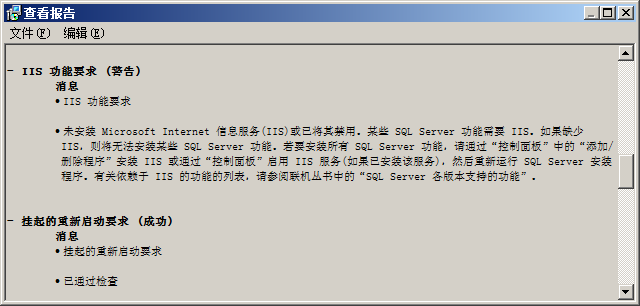 查看报告
文件(F) 编辑(E)
- IIS 功能要求 (警告)
消息
• IIS 功能要求
• 未安装 Microsoft Internet 信息服务(IIS)或已将其禁用。某些 SQL Server 功能需要 IIS。如果缺少
IIS，则将无法安装某些 SQL Server 功能。若要安装所有 SQL Server 功能，请通过“控制面板”中的“添加/
删除程序”安装 IIS 或通过“控制面板”启用 IIS 服务(如果已安装该服务)，然后重新运行 SQL Server 安装
程序。有关依赖于 IIS 的功能的列表，请参阅联机丛书中的“SQL Server 各版本支持的功能”。
- 挂起的重新启动要求 (成功)
消息
• 挂起的重新启动要求
• 已通过检查